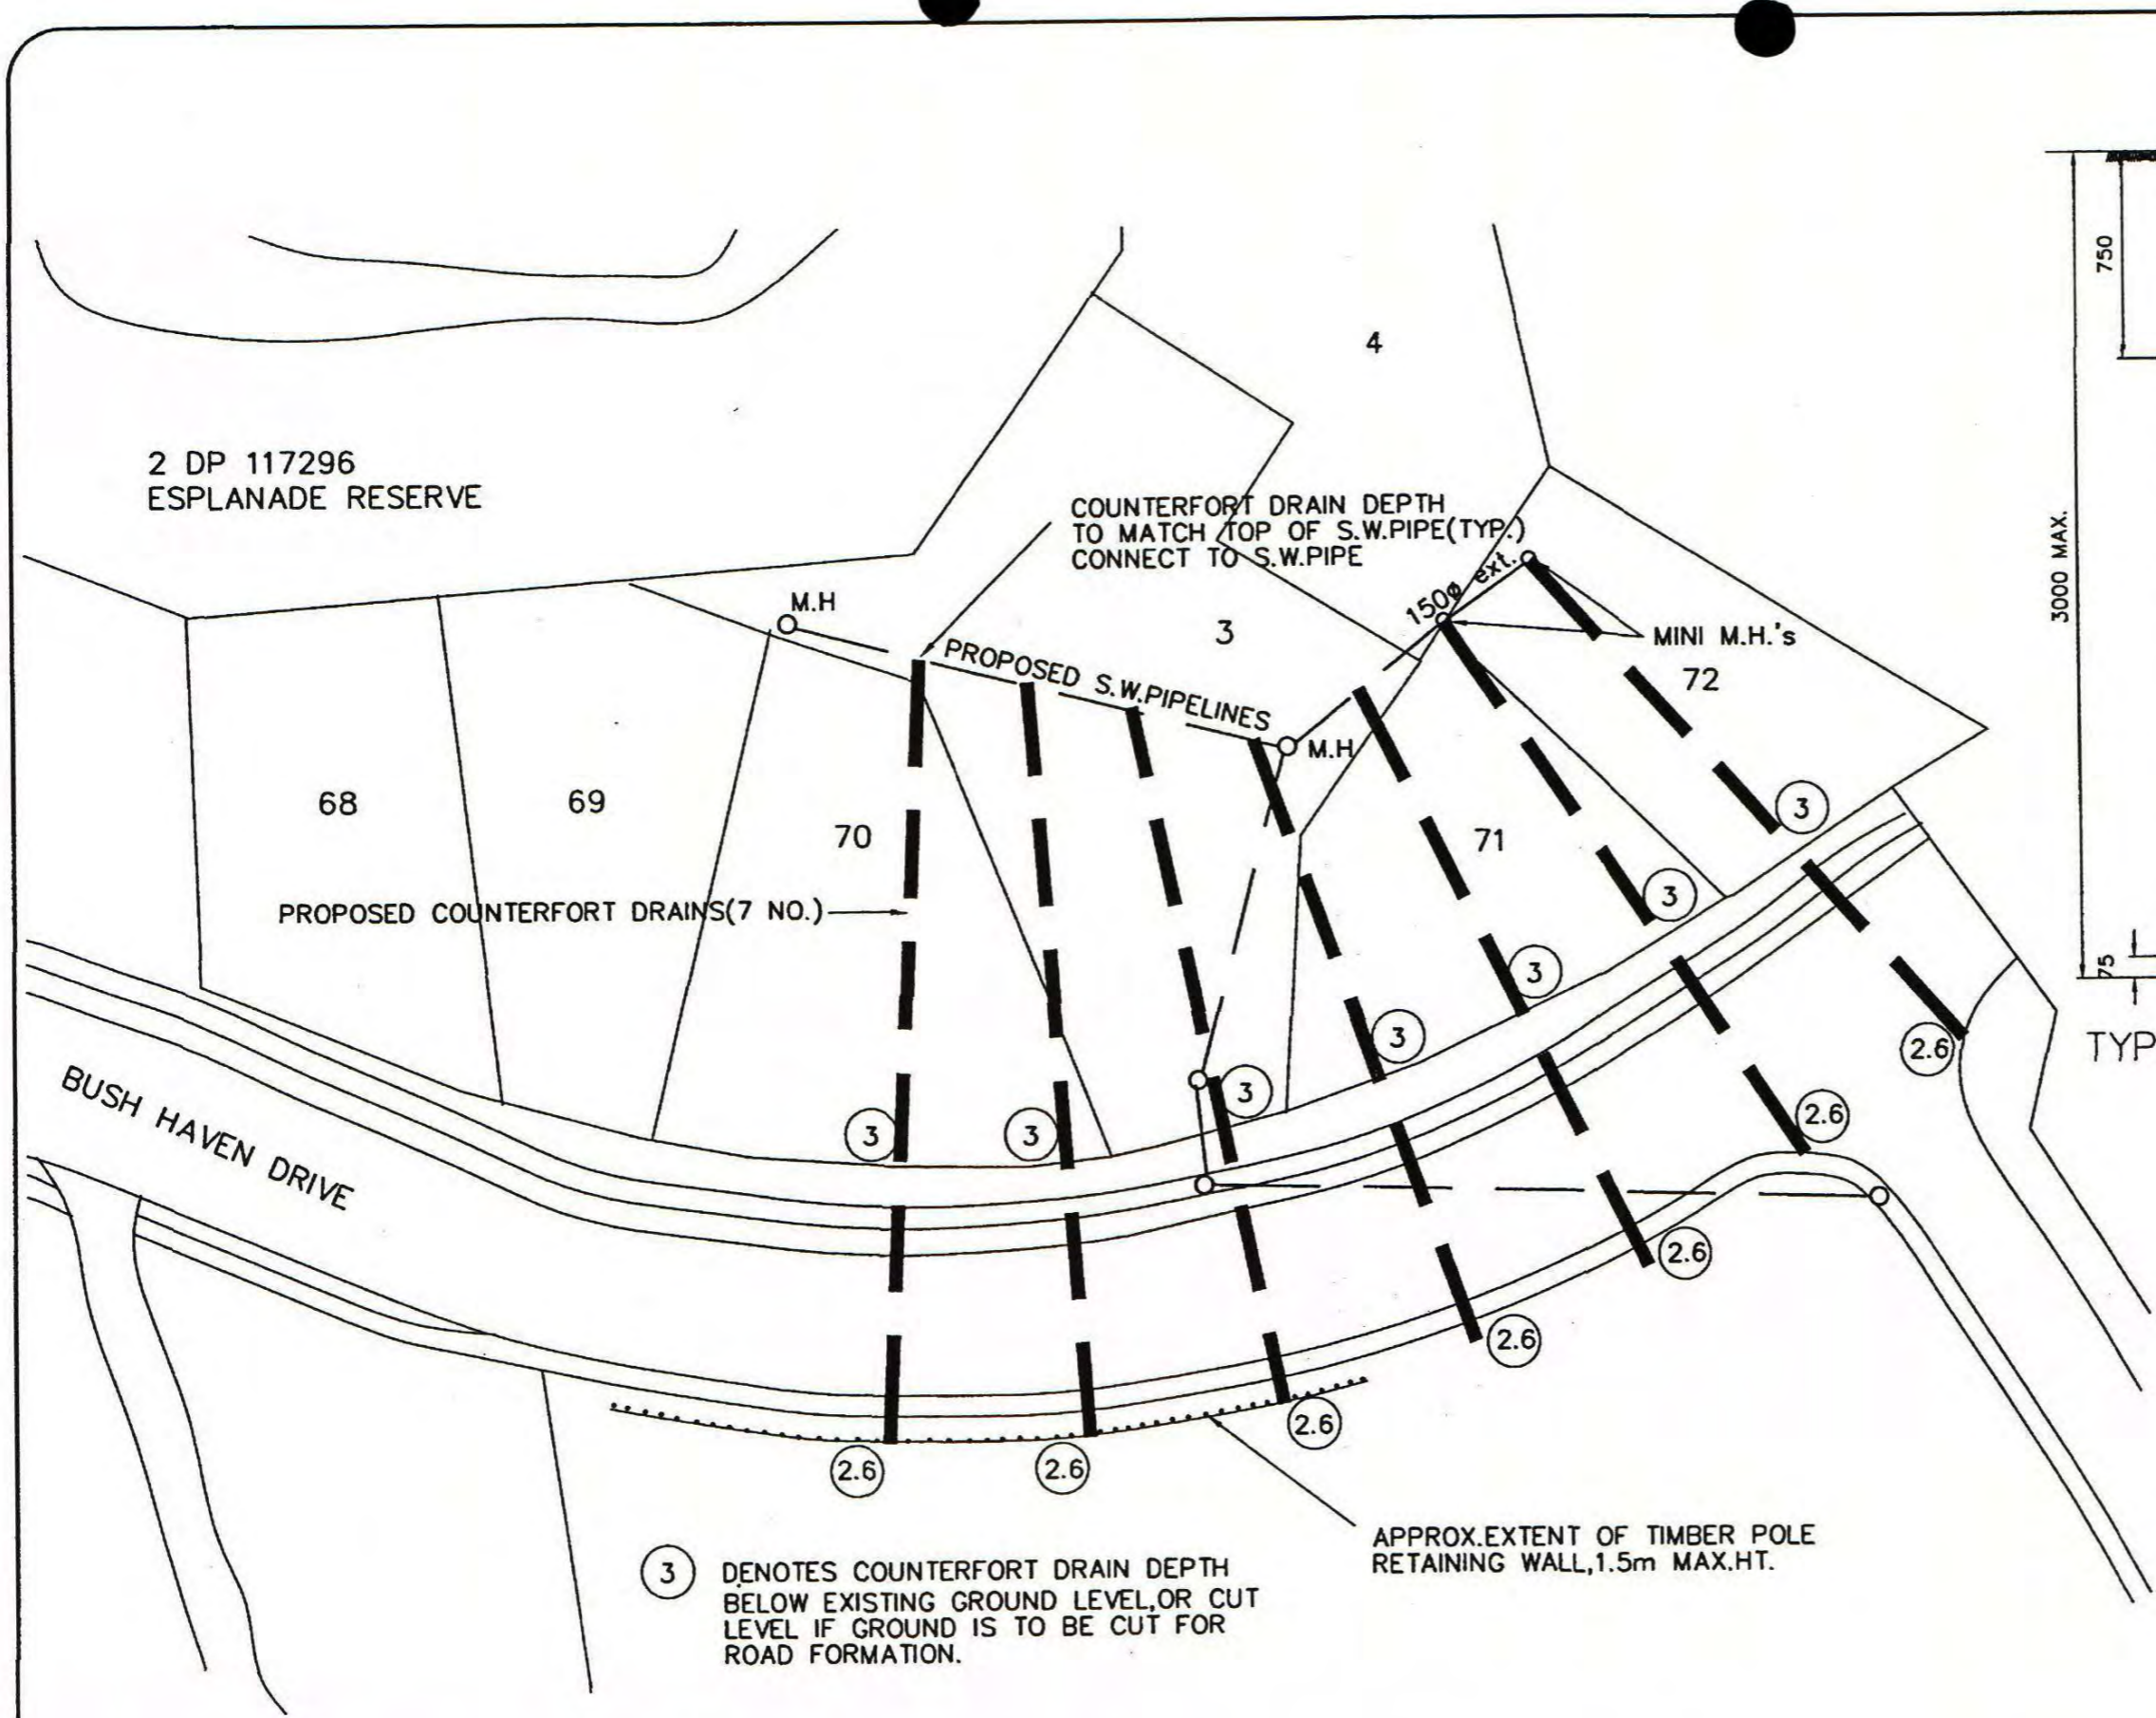 4
750
3000 MAX.
75
TYP
2 DP 117296
ESPLANADE RESERVE
COUNTERFORT DRAIN DEPTH
TO MATCH TOP OF S.W.PIPE(TYP.)
CONNECT TO S.W.PIPE
150ø ext.
M.H
3
MINI M.H.'s
PROPOSED S.W.PIPELINES
72
M.H
68
69
70
71
3
3
PROPOSED COUNTERFORT DRAINS(7 NO.)
3
3
3
3
3
2.6
2.6
2.6
2.6
2.6
2.6
2.6
BUSH HAVEN DRIVE
APPROX.EXTENT OF TIMBER POLE
RETAINING WALL,1.5m MAX.HT.
3
DENOTES COUNTERFORT DRAIN DEPTH
BELOW EXISTING GROUND LEVEL,OR CUT
LEVEL IF GROUND IS TO BE CUT FOR
ROAD FORMATION.